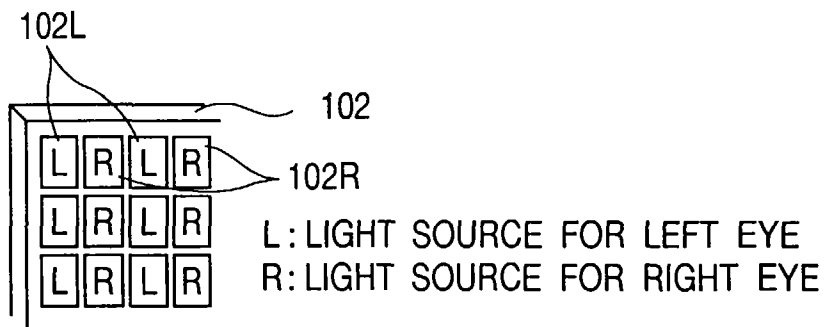 102L
102
L R L R
102R
L R L R
L: LIGHT SOURCE FOR LEFT EYE
L R L R
R: LIGHT SOURCE FOR RIGHT EYE